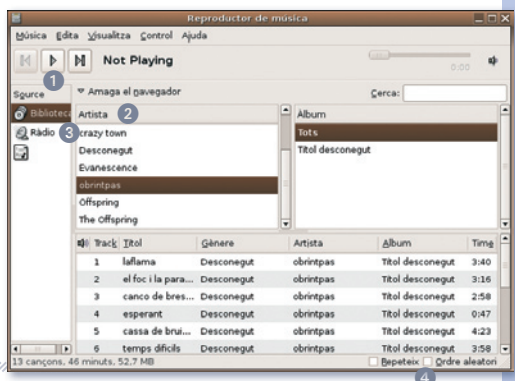 Reproductor de música
Música Edita Visualitza Control Ajuda
Not Playing
0:00
1
Source
Amaga el navegador
Cerca:
Biblioteca
Ràdio
Artista 2
3 crazy town
Desconegut
Evanescence
obrintpas
Offspring
The Offspring
Àlbum
Tots
Títol desconegut
Track Títol Gènere Artista Àlbum Time
1 laflama Desconegut obrintpas Títol desconegut 3:40
2 el foc i la para... Desconegut obrintpas Títol desconegut 3:16
3 canco de bres... Desconegut obrintpas Títol desconegut 2:58
4 esperant Desconegut obrintpas Títol desconegut 0:47
5 cassa de brui... Desconegut obrintpas Títol desconegut 4:23
6 temps dificils Desconegut obrintpas Títol desconegut 3:58
13 cançons, 46 minuts, 52,7 MB
Repeteix Ordre aleatori
4